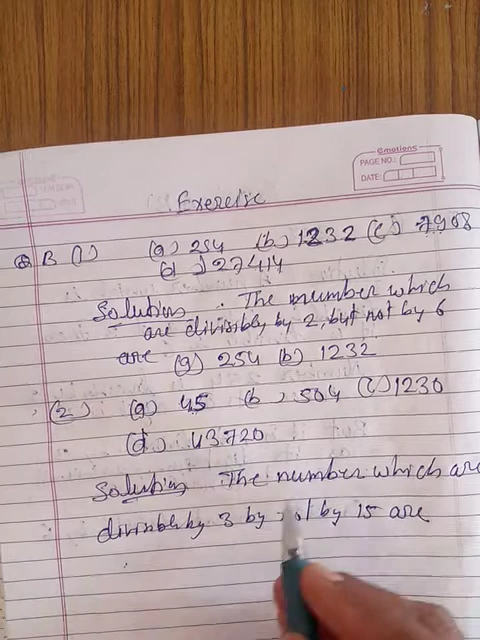 emotions
PAGE NO.:
DATE:
Exercise
B (1) (a) 254 (b) 1232 (c) 7908
(d) 27414
Solution. The number which
are divisibly by 2, but not by 6
are (a) 254 (b) 1232
(2) (a) 45 (b) 504 (c) 1230
(d) 43720
Solution The number which are
divisible by 3 by not by 15 are